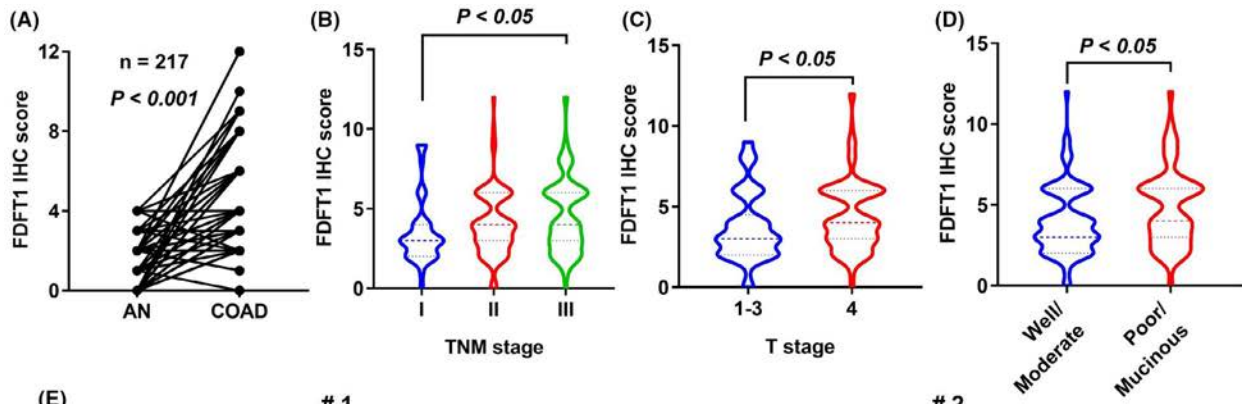 (A)
n = 217
P < 0.001
FDFT1 IHC score
12
8
4
0
AN COAD
(B)
P < 0.05
FDFT1 IHC score
15
10
5
0
I II III
TNM stage
(C)
P < 0.05
FDFT1 IHC score
15
10
5
0
1-3 4
T stage
(D)
P < 0.05
FDFT1 IHC score
15
10
5
0
Well/
Moderate
Poor/
Mucinous
(E)
# 1
# 2